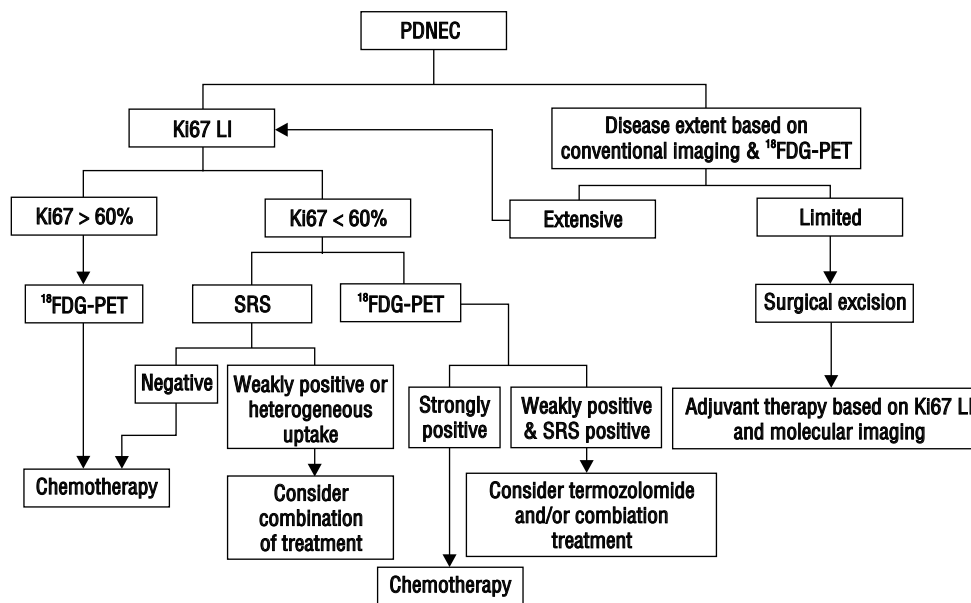 PDNEC
Ki67 LI
Disease extent based on
conventional imaging & ¹⁸FDG-PET
Ki67 > 60%
Ki67 < 60%
Extensive
Limited
¹⁸FDG-PET
SRS
¹⁸FDG-PET
Surgical excision
Negative
Weakly positive or
heterogeneous
uptake
Strongly
positive
Weakly positive
& SRS positive
Adjuvant therapy based on Ki67 LI
and molecular imaging
Chemotherapy
Consider
combination
of treatment
Consider termozolomide
and/or combiation
treatment
Chemotherapy